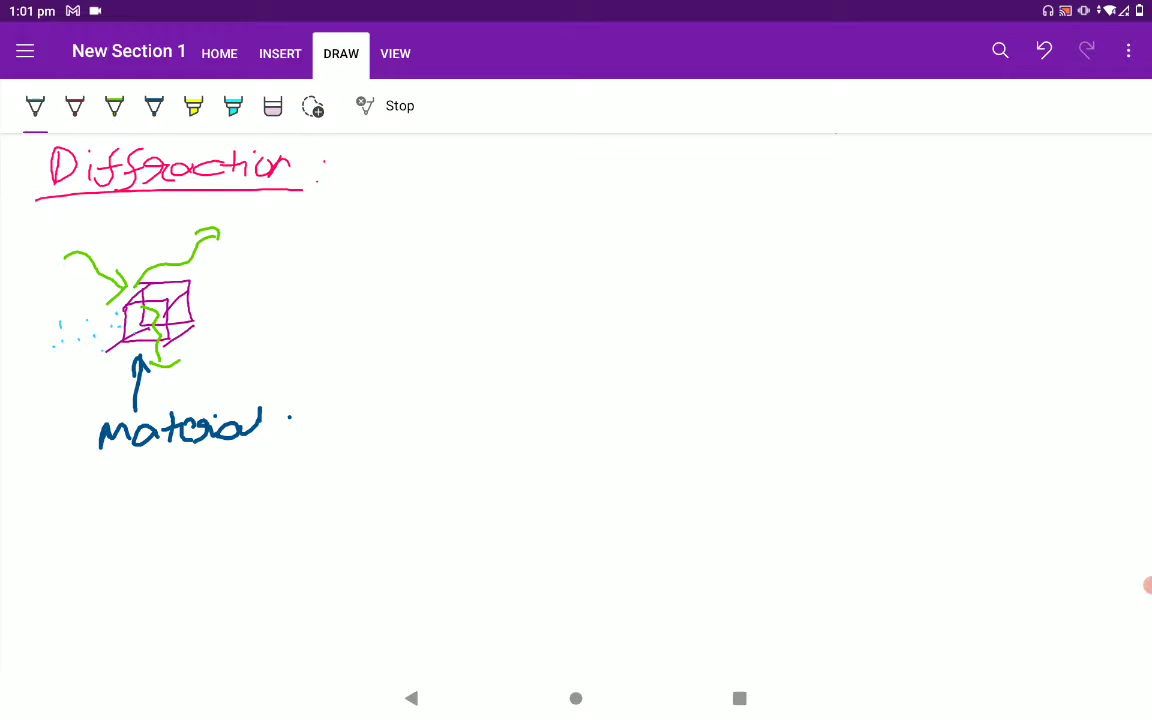 1:01 pm
New Section 1 HOME INSERT DRAW VIEW
Stop
Diffraction :
Material .